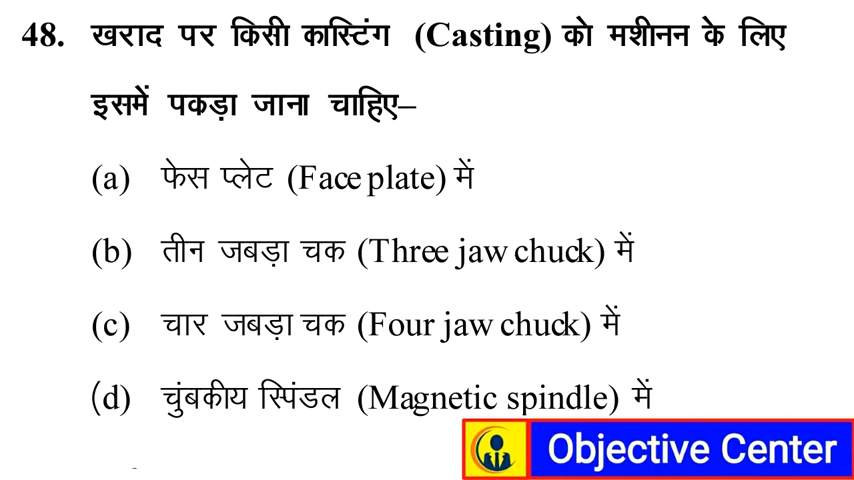 48. खराद पर किसी कास्टिंग (Casting) को मशीनन के लिए
इसमें पकड़ा जाना चाहिए–
(a) फेस प्लेट (Face plate) में
(b) तीन जबड़ा चक (Three jaw chuck) में
(c) चार जबड़ा चक (Four jaw chuck) में
(d) चुंबकीय स्पिंडल (Magnetic spindle) में
Objective Center